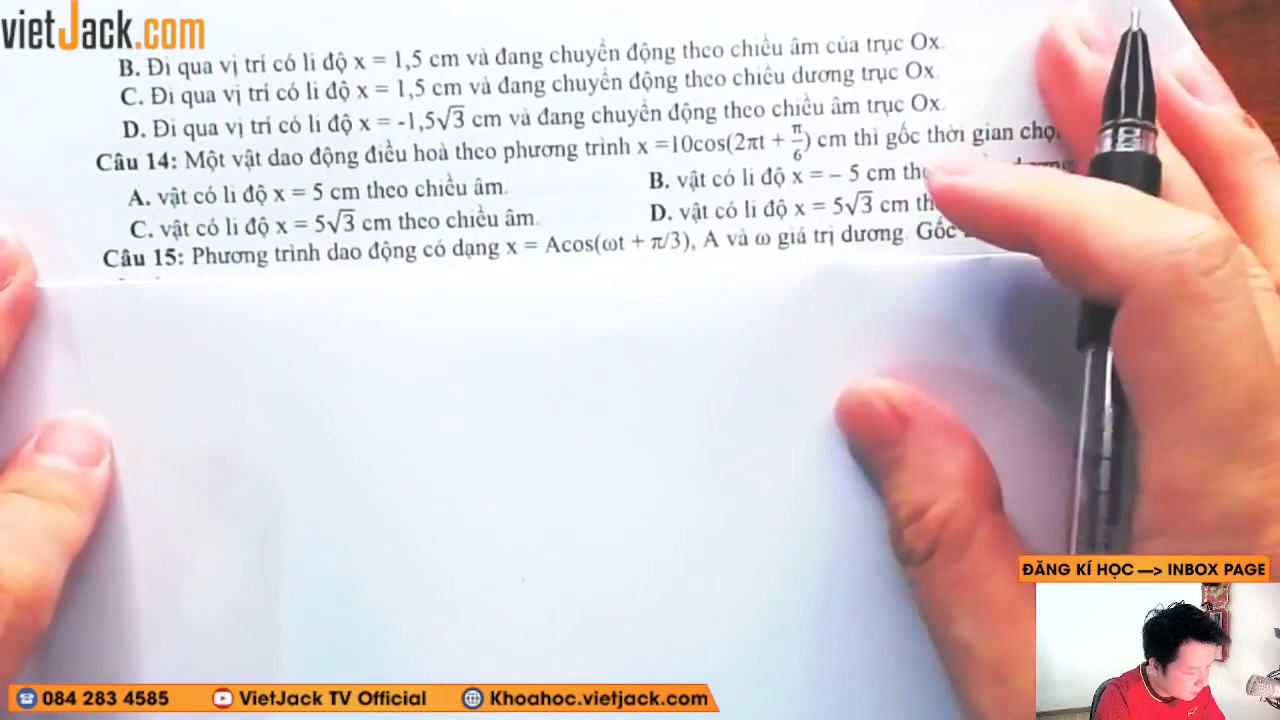 vietJack.com
B. Đi qua vị trí có li độ x = 1,5 cm và đang chuyển động theo chiều âm của trục Ox.
C. Đi qua vị trí có li độ x = 1,5 cm và đang chuyển động theo chiều dương trục Ox.
D. Đi qua vị trí có li độ x = -1,5√3 cm và đang chuyển động theo chiều âm trục Ox.
Câu 14: Một vật dao động điều hoà theo phương trình x =10cos(2πt + π/6) cm thì gốc thời gian
A. vật có li độ x = 5 cm theo chiều âm. B. vật có li độ x = – 5 cm
C. vật có li độ x = 5√3 cm theo chiều âm. D. vật có li độ x = 5√3 cm
Câu 15: Phương trình dao động có dạng x = Acos(ωt + π/3), A và ω giá trị dương. Gốc
ĐĂNG KÍ HỌC —> INBOX PAGE
084 283 4585 VietJack TV Official Khoahoc.vietjack.com